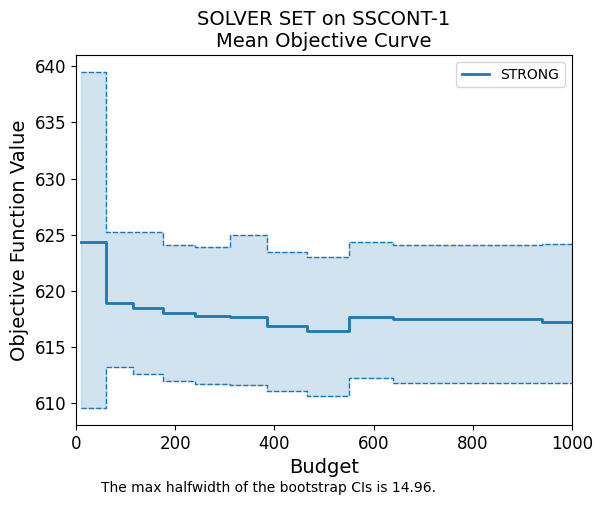 SOLVER SET on SSCONT-1
Mean Objective Curve
STRONG
Objective Function Value
640
635
630
625
620
615
610
0 200 400 600 800 1000
Budget
The max halfwidth of the bootstrap CIs is 14.96.